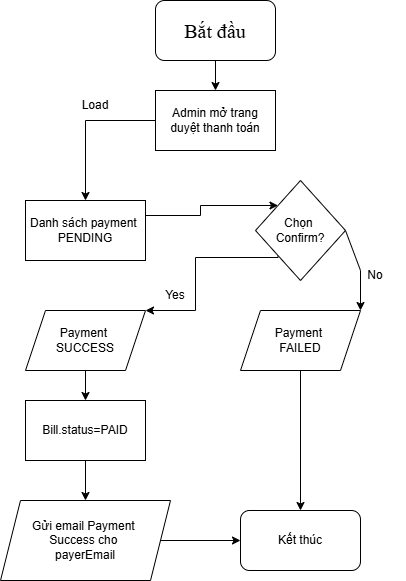 Bắt đầu
Load
Admin mở trang
duyệt thanh toán
Danh sách payment
PENDING
Chọn
Confirm?
No
Yes
Payment
SUCCESS
Payment
FAILED
Bill.status=PAID
Gửi email Payment
Success cho
payerEmail
Kết thúc